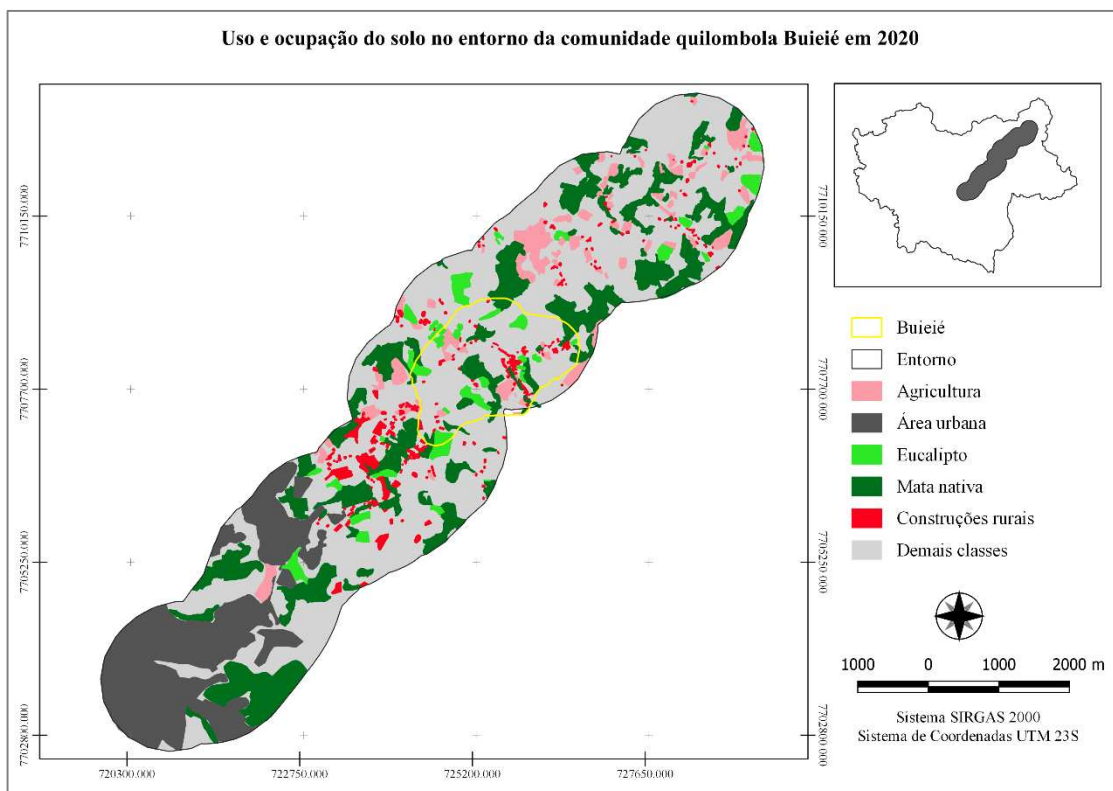 Uso e ocupação do solo no entorno da comunidade quilombola Buieié em 2020
7710150.000
7710150.000
7707700.000
7707700.000
7705250.000
7705250.000
7702800.000
7702800.000
720300.000
722750.000
725200.000
727650.000
Buieié
Entorno
Agricultura
Área urbana
Eucalipto
Mata nativa
Construções rurais
Demais classes
1000 0 1000 2000 m
Sistema SIRGAS 2000
Sistema de Coordenadas UTM 23S